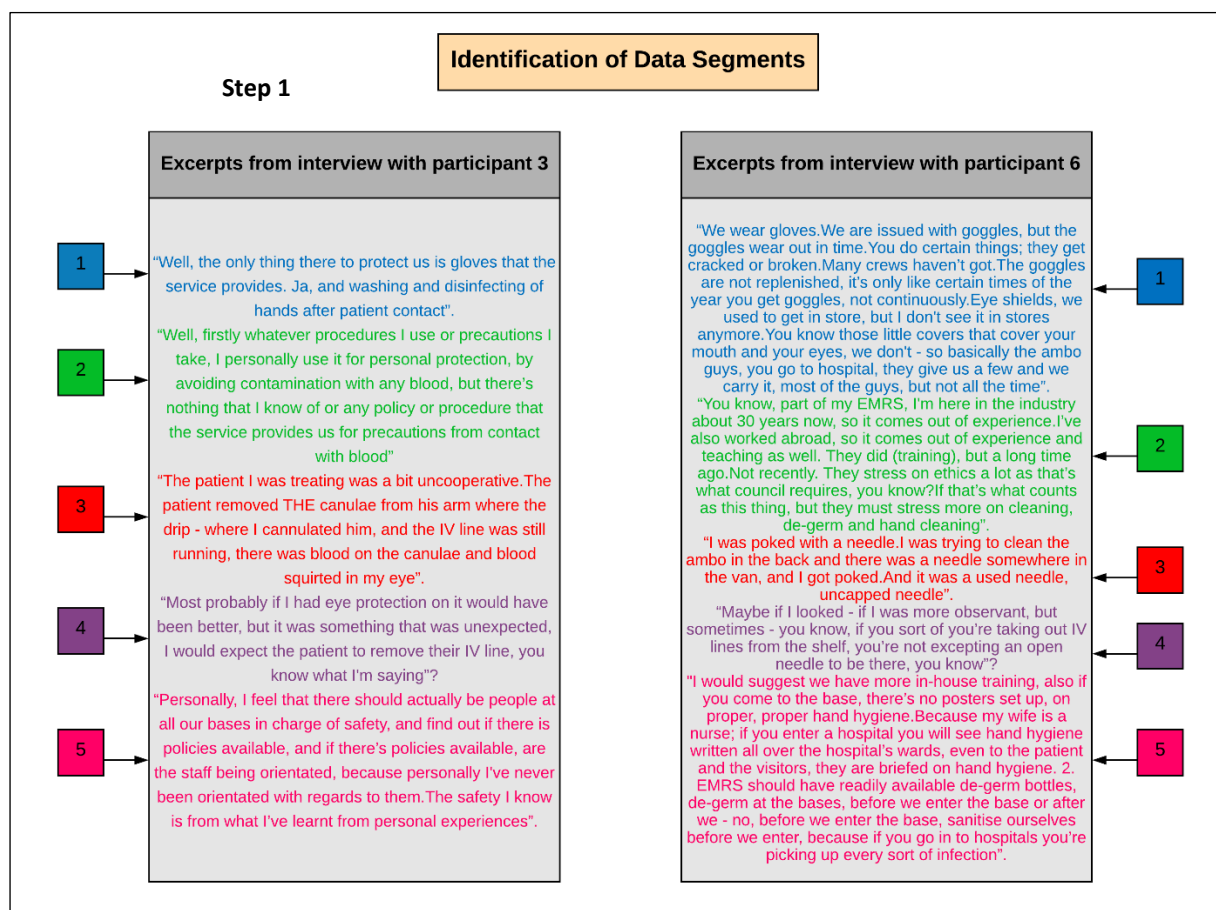 Identification of Data Segments
Step 1
Excerpts from interview with participant 3
1
“Well, the only thing there to protect us is gloves that the
service provides. Ja, and washing and disinfecting of
hands after patient contact”.
2
“Well, firstly whatever procedures I use or precautions I
take, I personally use it for personal protection, by
avoiding contamination with any blood, but there’s
nothing that I know of or any policy or procedure that
the service provides us for precautions from contact
with blood”
3
“The patient I was treating was a bit uncooperative.The
patient removed THE canulae from his arm where the
drip - where I cannulated him, and the IV line was still
running, there was blood on the canulae and blood
squirted in my eye”.
4
“Most probably if I had eye protection on it would have
been better, but it was something that was unexpected,
I would expect the patient to remove their IV line, you
know what I'm saying”?
5
“Personally, I feel that there should actually be people at
all our bases in charge of safety, and find out if there is
policies available, and if there’s policies available, are
the staff being orientated, because personally I've never
been orientated with regards to them.The safety I know
is from what I’ve learnt from personal experiences”.
Excerpts from interview with participant 6
1
“We wear gloves.We are issued with goggles, but the
goggles wear out in time.You do certain things; they get
cracked or broken.Many crews haven’t got.The goggles
are not replenished, it’s only like certain times of the
year you get goggles, not continuously.Eye shields, we
used to get in store, but I don't see it in stores
anymore.You know those little covers that cover your
mouth and your eyes, we don't - so basically the ambo
guys, you go to hospital, they give us a few and we
carry it, most of the guys, but not all the time”.
2
“You know, part of my EMRS, I'm here in the industry
about 30 years now, so it comes out of experience.I’ve
also worked abroad, so it comes out of experience and
teaching as well. They did (training), but a long time
ago.Not recently. They stress on ethics a lot as that’s
what council requires, you know?If that’s what counts
as this thing, but they must stress more on cleaning,
de-germ and hand cleaning”.
3
“I was poked with a needle.I was trying to clean the
ambo in the back and there was a needle somewhere in
the van, and I got poked.And it was a used needle,
uncapped needle”.
4
“Maybe if I looked - if I was more observant, but
sometimes - you know, if you sort of you’re taking out IV
lines from the shelf, you're not excepting an open
needle to be there, you know”?
5
"I would suggest we have more in-house training, also if
you come to the base, there’s no posters set up, on
proper, proper hand hygiene.Because my wife is a
nurse; if you enter a hospital you will see hand hygiene
written all over the hospital’s wards, even to the patient
and the visitors, they are briefed on hand hygiene. 2.
EMRS should have readily available de-germ bottles,
de-germ at the bases, before we enter the base or after
we - no, before we enter the base, sanitise ourselves
before we enter, because if you go in to hospitals you’re
picking up every sort of infection”.